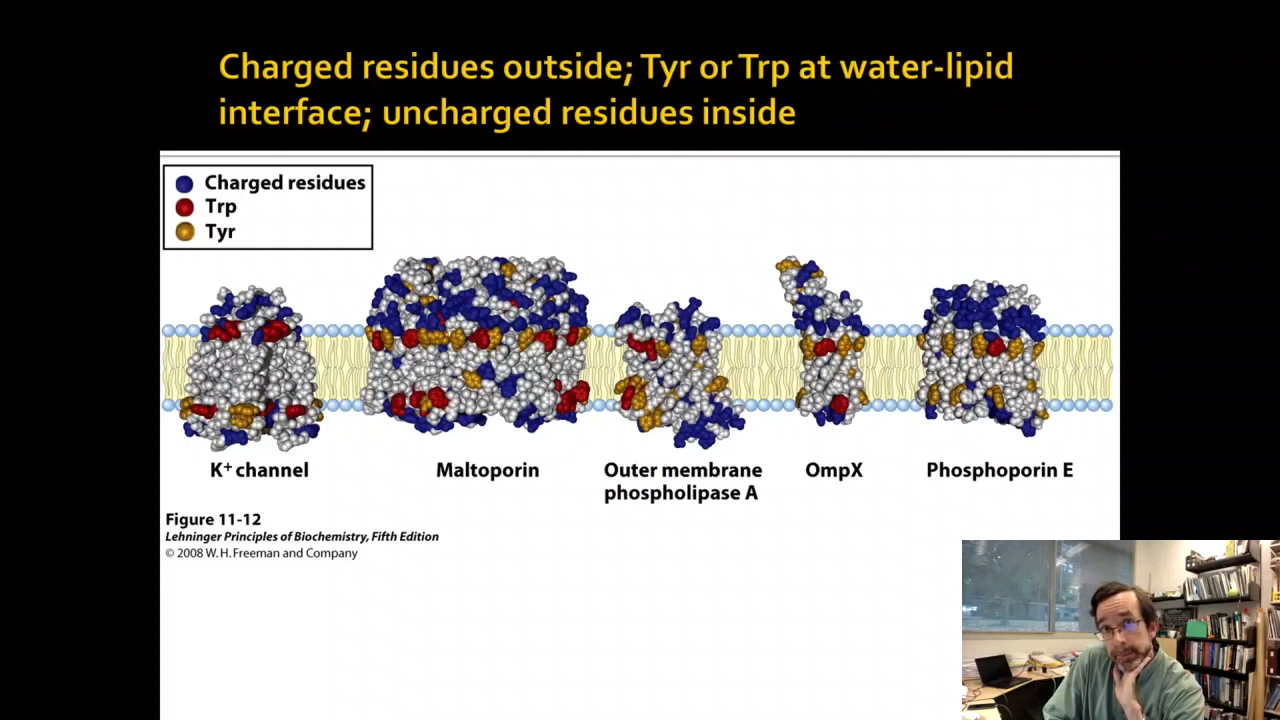 Charged residues outside; Tyr or Trp at water-lipid
interface; uncharged residues inside
Charged residues
Trp
Tyr
K⁺ channel
Maltoporin
Outer membrane
phospholipase A
OmpX
Phosphoporin E
Figure 11-12
Lehninger Principles of Biochemistry, Fifth Edition
© 2008 W. H. Freeman and Company